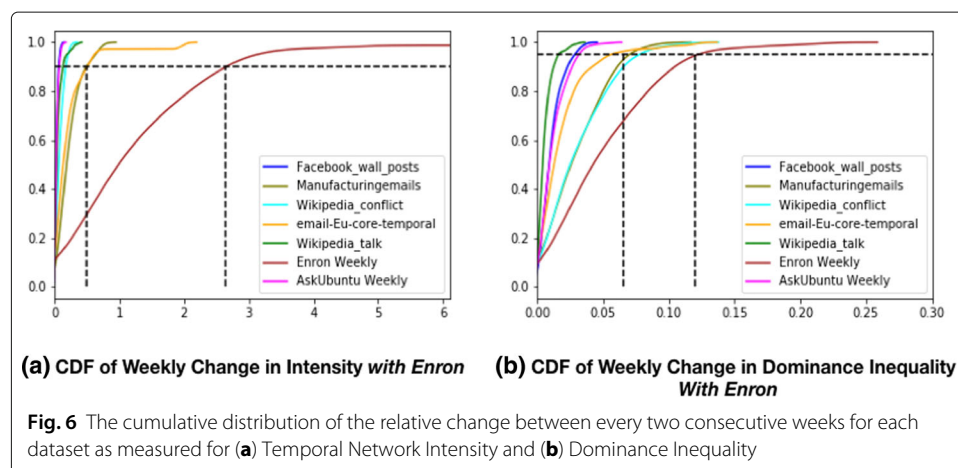 1.0
0.8
0.6
0.4
0.2
0.0
0 1 2 3 4 5 6
Facebook_wall_posts
Manufacturingemails
Wikipedia_conflict
email-Eu-core-temporal
Wikipedia_talk
Enron Weekly
AskUbuntu Weekly
(a) CDF of Weekly Change in Intensity with Enron
1.0
0.8
0.6
0.4
0.2
0.0
0.00 0.05 0.10 0.15 0.20 0.25 0.30
Facebook_wall_posts
Manufacturingemails
Wikipedia_conflict
email-Eu-core-temporal
Wikipedia_talk
Enron Weekly
AskUbuntu Weekly
(b) CDF of Weekly Change in Dominance Inequality
With Enron
Fig. 6 The cumulative distribution of the relative change between every two consecutive weeks for each
dataset as measured for (a) Temporal Network Intensity and (b) Dominance Inequality